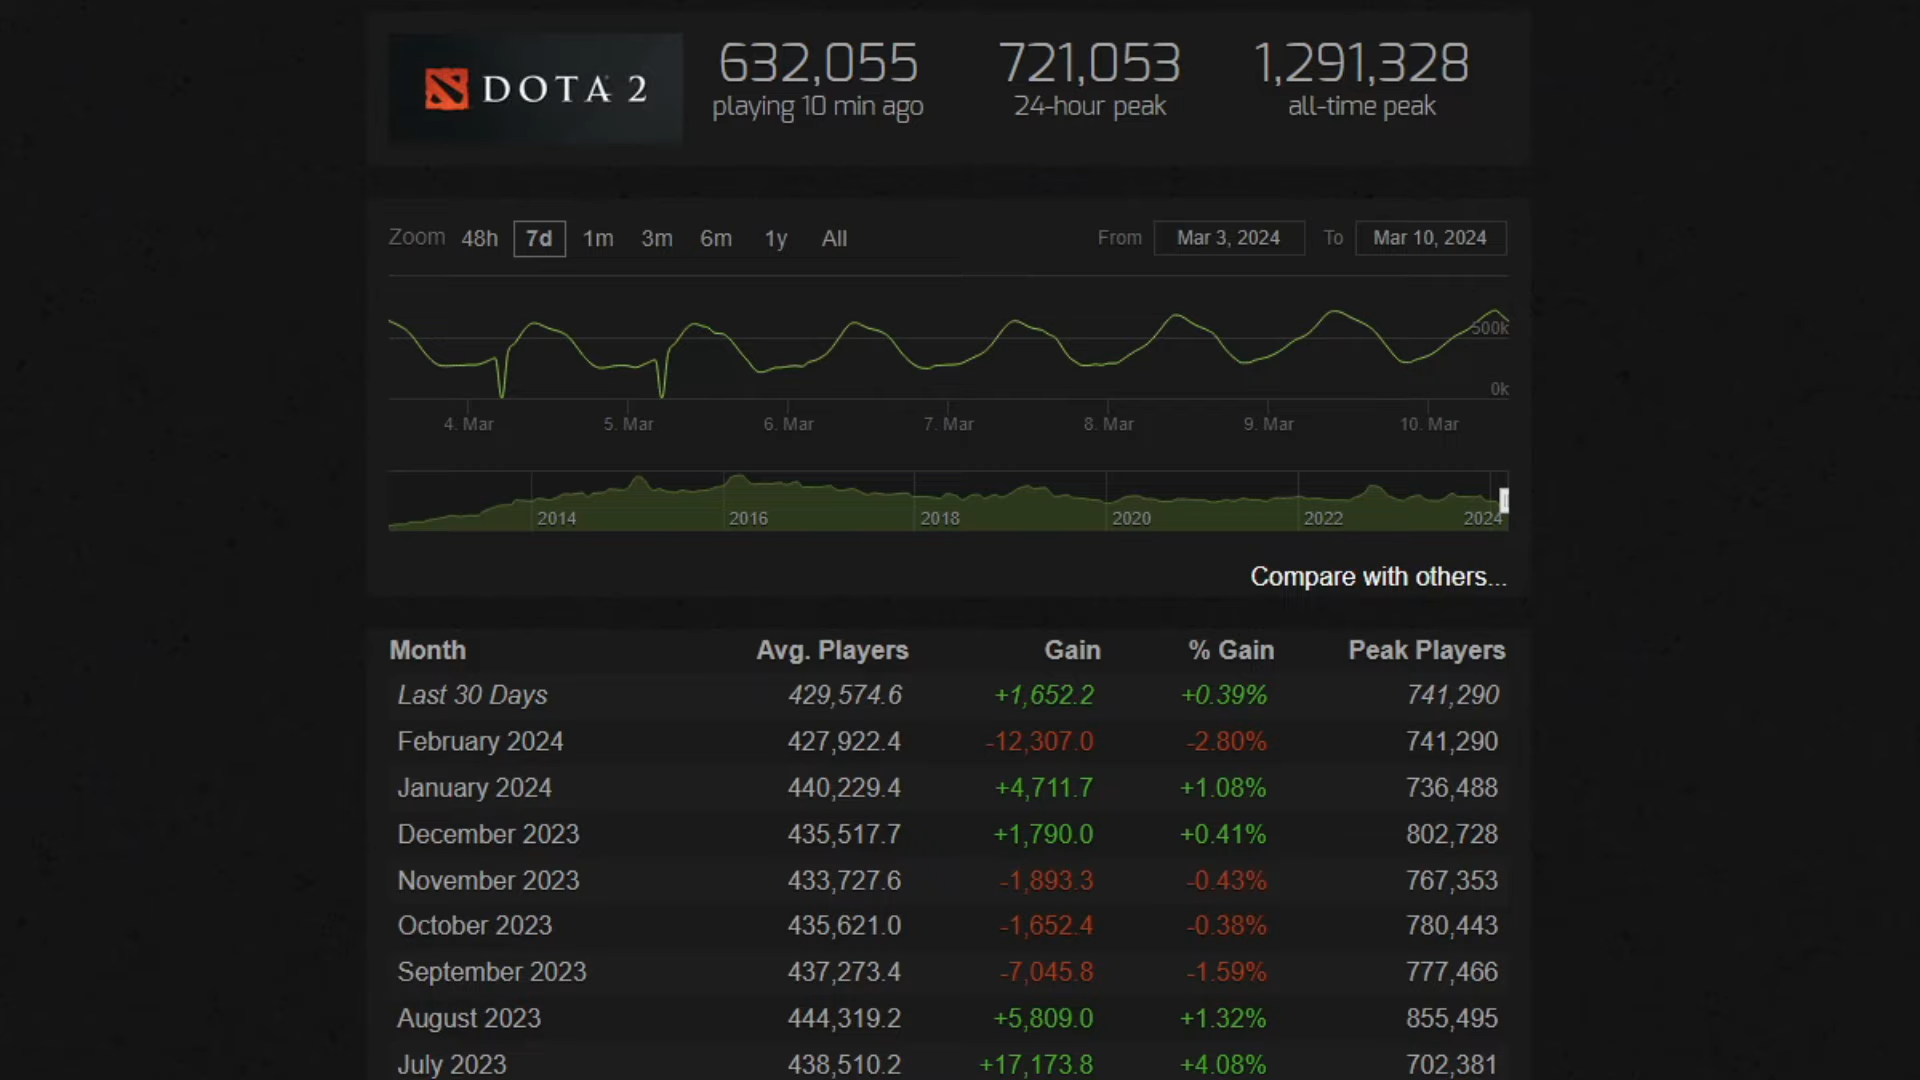 DOTA 2
632,055 721,053 1,291,328
playing 10 min ago 24-hour peak all-time peak
Zoom 48h 7d 1m 3m 6m 1y All From Mar 3, 2024 To Mar 10, 2024
500k
0k
4. Mar 5. Mar 6. Mar 7. Mar 8. Mar 9. Mar 10. Mar
2014 2016 2018 2020 2022 2024
Compare with others...
Month Avg. Players Gain % Gain Peak Players
Last 30 Days 429,574.6 +1,652.2 +0.39% 741,290
February 2024 427,922.4 -12,307.0 -2.80% 741,290
January 2024 440,229.4 +4,711.7 +1.08% 736,488
December 2023 435,517.7 +1,790.0 +0.41% 802,728
November 2023 433,727.6 -1,893.3 -0.43% 767,353
October 2023 435,621.0 -1,652.4 -0.38% 780,443
September 2023 437,273.4 -7,045.8 -1.59% 777,466
August 2023 444,319.2 +5,809.0 +1.32% 855,495
July 2023 438,510.2 +17,173.8 +4.08% 702,381